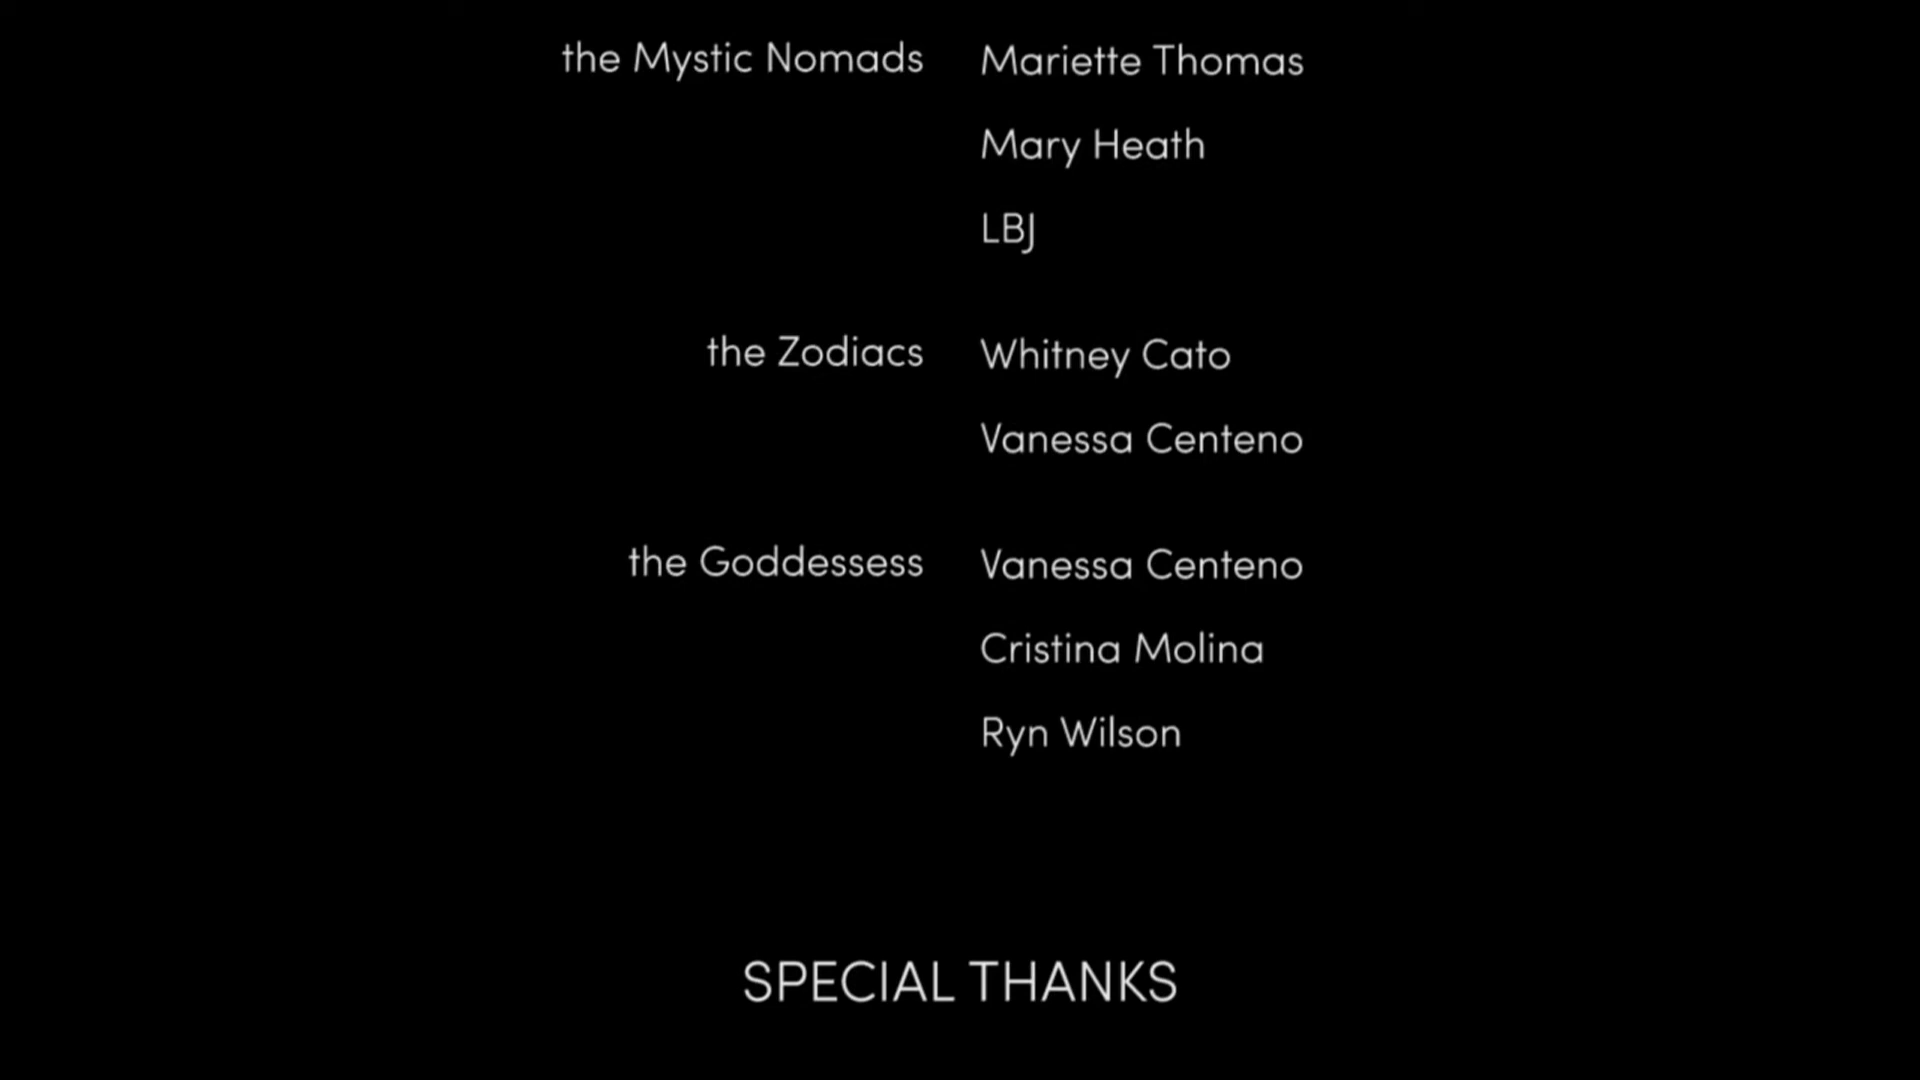 the Mystic Nomads Mariette Thomas
Mary Heath
LBJ
the Zodiacs Whitney Cato
Vanessa Centeno
the Goddessess Vanessa Centeno
Cristina Molina
Ryn Wilson
SPECIAL THANKS